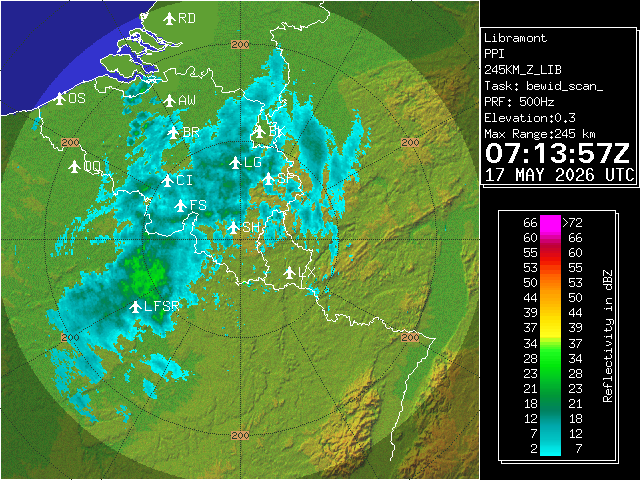 RD
200
OS
AW
BR
200
200
LG
CI
S
FS
SH
LX
LFSR
200
200
200
Libramont
PPI
245KM_Z_LIB
Task: bewid_scan_
PRF: 500Hz
Elevation:0.3
Max Range:245 km
07:13:57Z
17 MAY 2026 UTC
66 >72
60 66
55 60
53 55
50 53
44 50
39 44
37 39
34 37
28 34
23 28
21 23
18 21
12 18
7 12
2 7
Reflectivity in dBZ